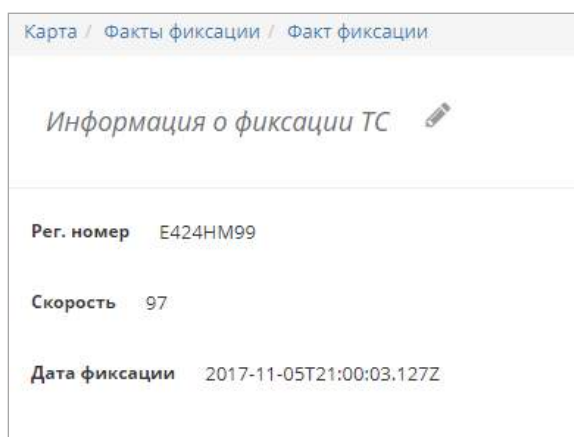 Карта / Факты фиксации / Факт фиксации
Информация о фиксации ТС
Рег. номер E424HM99
Скорость 97
Дата фиксации 2017-11-05T21:00:03.127Z